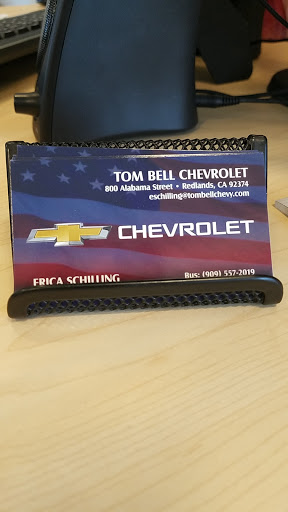 TOM BELL CHEVROLET
800 Alabama Street • Redlands, CA 92374
eschilling@tombellchevy.com
CHEVROLET
ERICA SCHILLING
Bus: (909) 557-2019